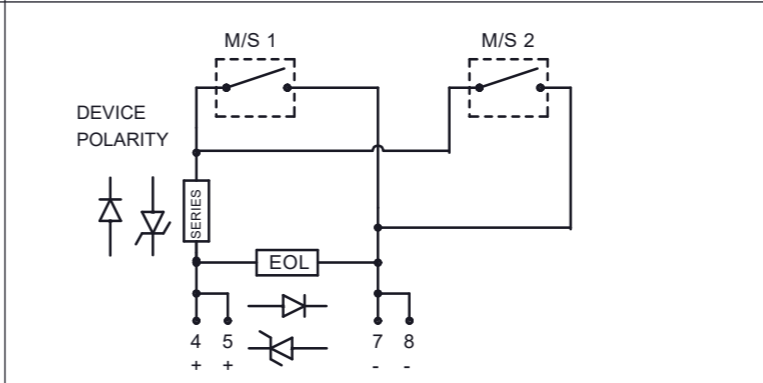 M/S 1
M/S 2
DEVICE
POLARITY
SERIES
EOL
4 5 7 8
+ + - -